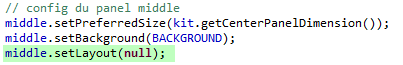 // config du panel middle
middle.setPreferredSize(kit.getCenterPanelDimension());
middle.setBackground(BACKGROUND);
middle.setLayout(null);